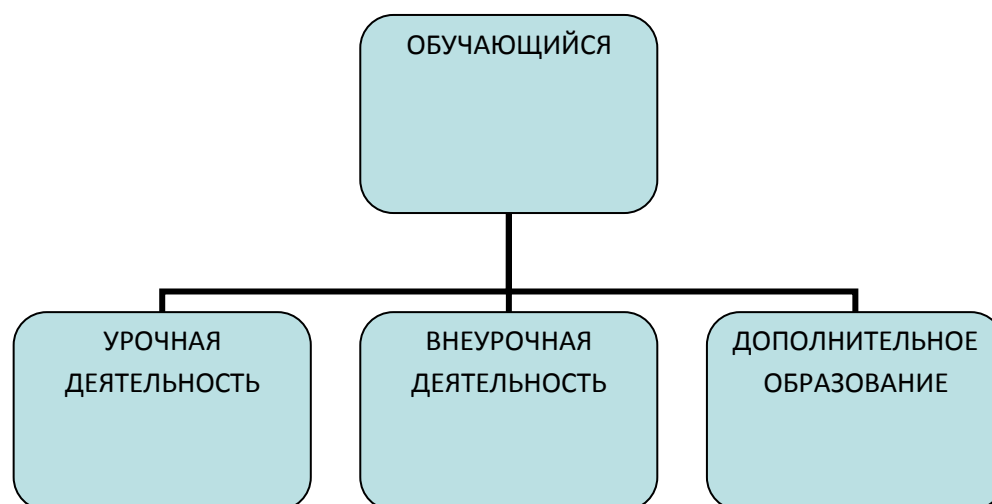 ОБУЧАЮЩИЙСЯ
УРОЧНАЯ
ДЕЯТЕЛЬНОСТЬ
ВНЕУРОЧНАЯ
ДЕЯТЕЛЬНОСТЬ
ДОПОЛНИТЕЛЬНОЕ
ОБРАЗОВАНИЕ